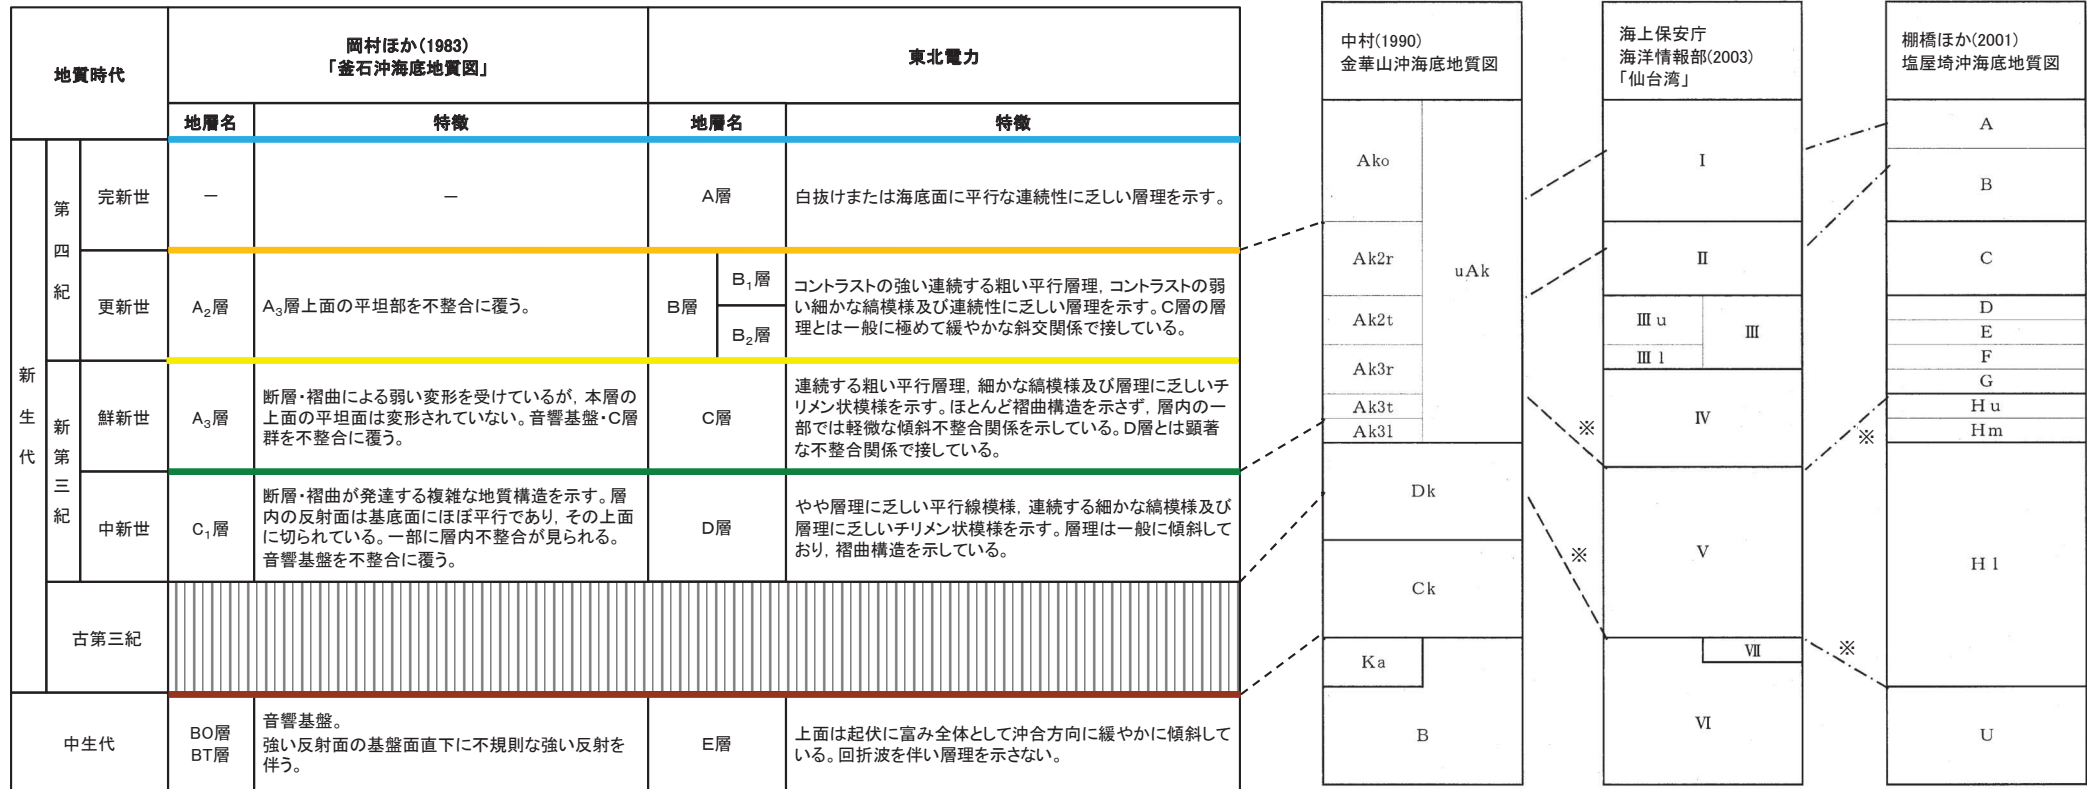 地質時代
岡村ほか(1983)
「釜石沖海底地質図」
東北電力
地層名
特徴
地層名
特徴
新生代
第四紀
完新世
－
－
A層
白抜けまたは海底面に平行な連続性に乏しい層理を示す。
更新世
A₂層
A₃層上面の平坦部を不整合に覆う。
B層
B₁層
B₂層
コントラストの強い連続する粗い平行層理，コントラストの弱
い細かな縞模様及び連続性に乏しい層理を示す。C層の層
理とは一般に極めて緩やかな斜交関係で接している。
新第三紀
鮮新世
A₃層
断層・褶曲による弱い変形を受けているが，本層の
上面の平坦面は変形されていない。音響基盤・C層
群を不整合に覆う。
C層
連続する粗い平行層理，細かな縞模様及び層理に乏しいチ
リメン状模様を示す。ほとんど褶曲構造を示さず，層内の一
部では軽微な傾斜不整合関係を示している。D層とは顕著
な不整合関係で接している。
中新世
C₁層
断層・褶曲が発達する複雑な地質構造を示す。層
内の反射面は基底面にほぼ平行であり，その上面
に切られている。一部に層内不整合が見られる。
音響基盤を不整合に覆う。
D層
やや層理に乏しい平行線模様，連続する細かな縞模様及び
層理に乏しいチリメン状模様を示す。層理は一般に傾斜して
おり，褶曲構造を示している。
古第三紀
中生代
BO層
BT層
音響基盤。
強い反射面の基盤面直下に不規則な強い反射を
伴う。
E層
上面は起伏に富み全体として沖合方向に緩やかに傾斜して
いる。回折波を伴い層理を示さない。
中村(1990)
金華山沖海底地質図
Ako
Ak2r
Ak2t
Ak3r
Ak3t
Ak3l
uAk
Dk
Ck
Ka
B
※
※
海上保安庁
海洋情報部(2003)
「仙台湾」
Ⅰ
Ⅱ
Ⅲu
Ⅲl
Ⅲ
Ⅳ
Ⅴ
Ⅶ
Ⅵ
※
※
棚橋ほか(2001)
塩屋埼沖海底地質図
A
B
C
D
E
F
G
Hu
Hm
Hl
U